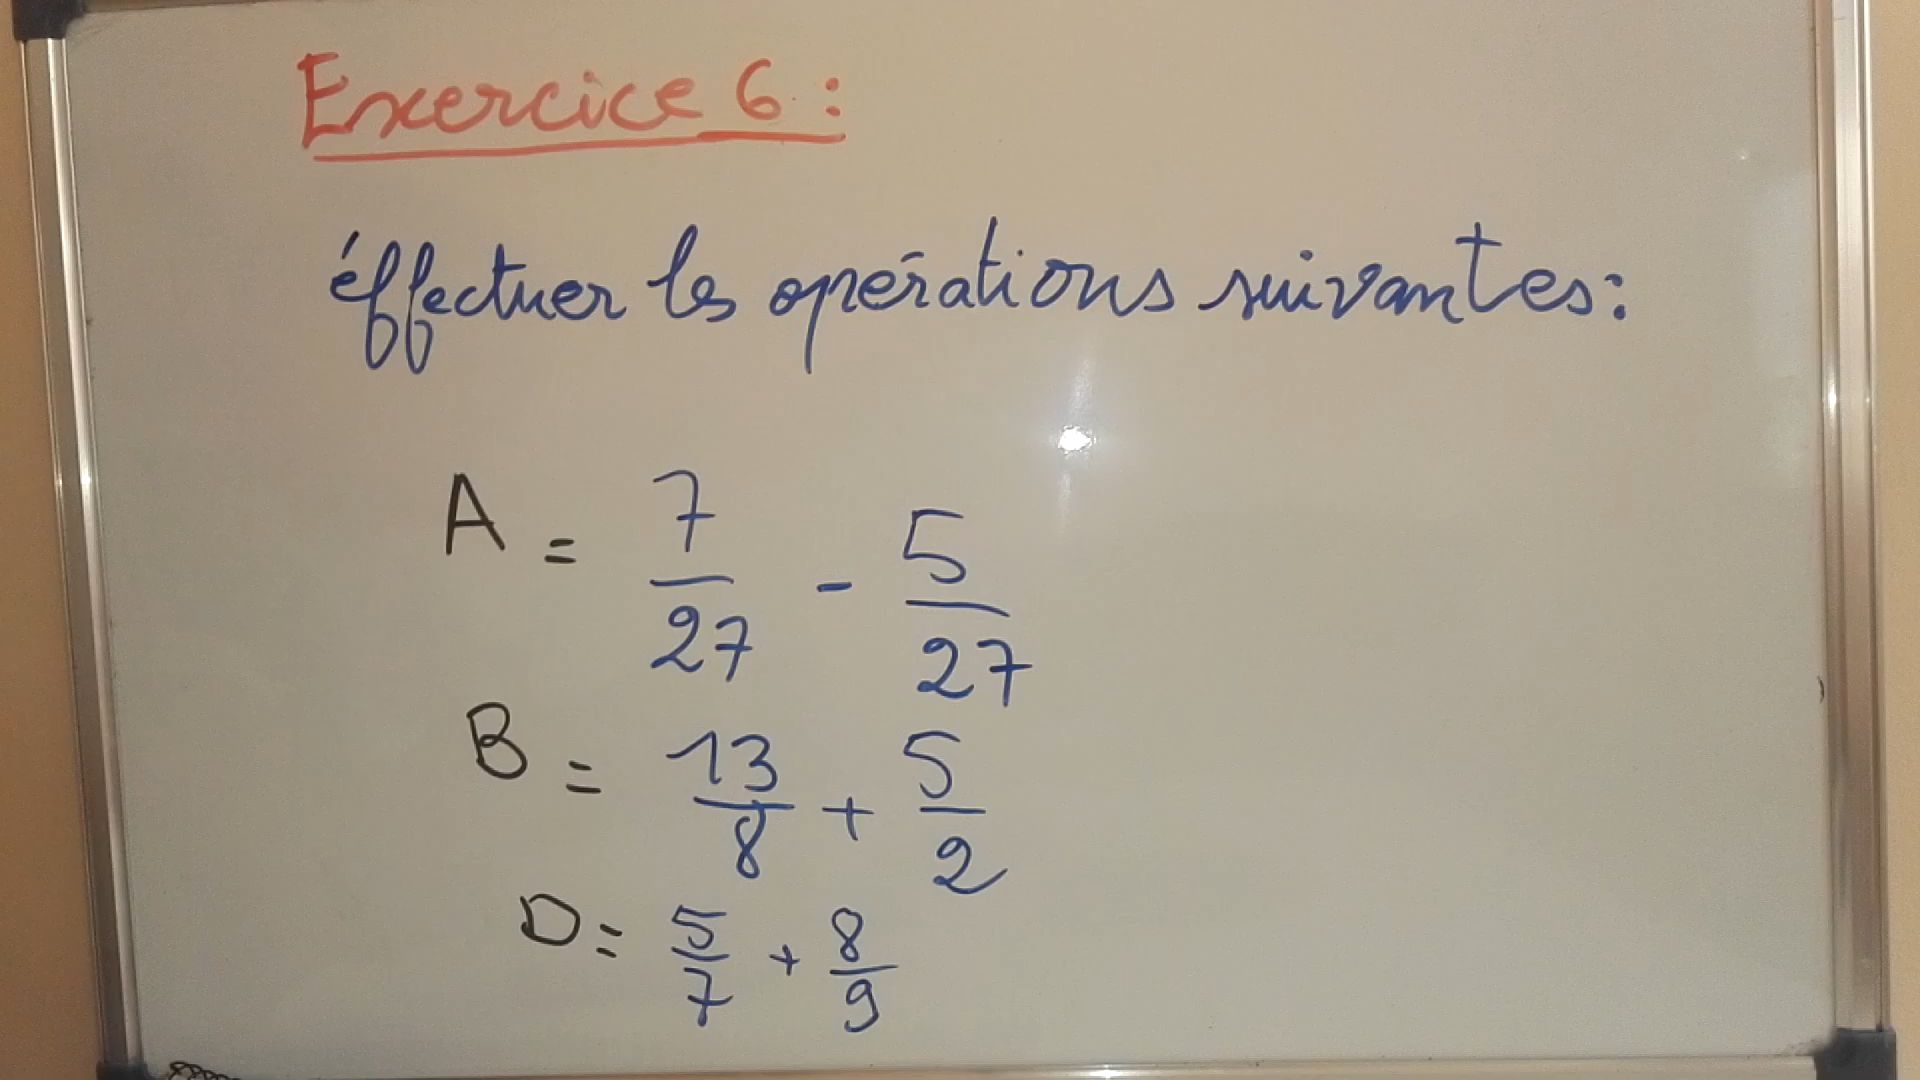 Exercice 6 :
éffectuer les opérations suivantes :
A = 7/27 - 5/27
B = 13/8 + 5/2
D = 5/7 + 8/9